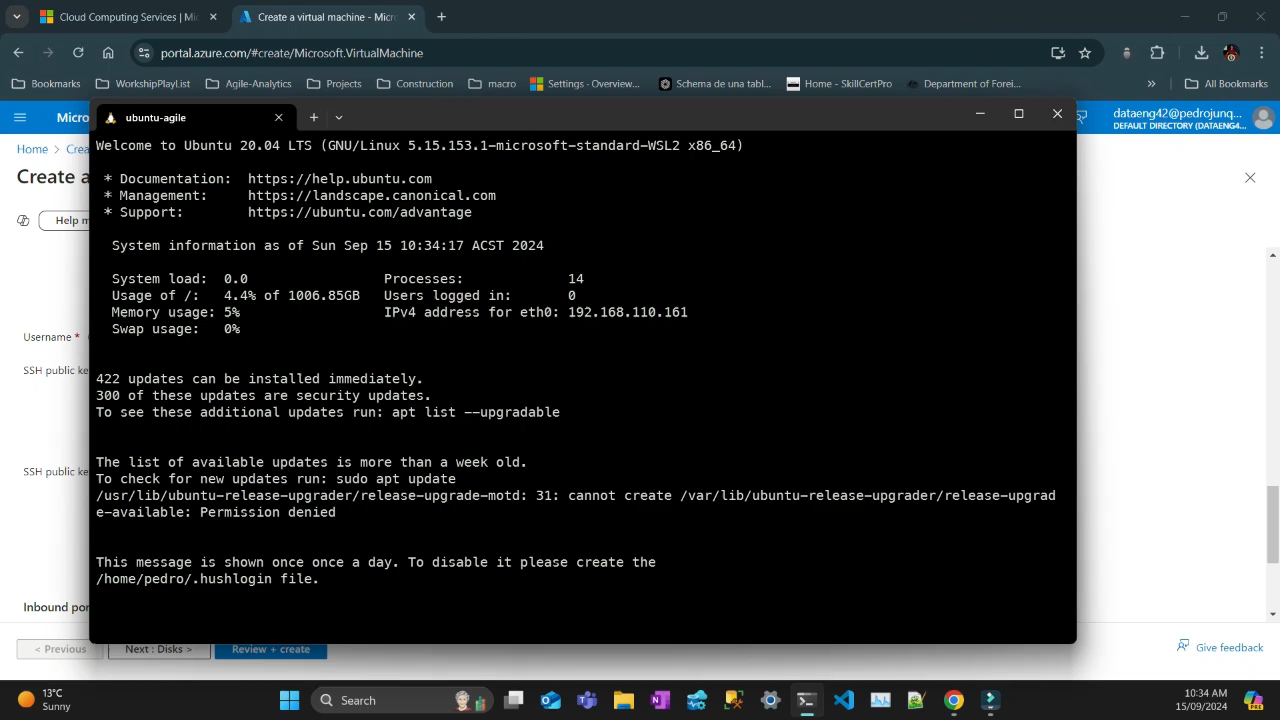 Cloud Computing Services | Mic
Create a virtual machine - Micro
portal.azure.com/#create/Microsoft.VirtualMachine
Bookmarks
WorkshipPlayList
Agile-Analytics
Projects
Construction
macro
Settings - Overview...
Schema de una tabl...
Home - SkillCertPro
Department of Forei...
»
All Bookmarks
Micro
dataeng42@pedrojunq...
DEFAULT DIRECTORY (DATAENG4...
Home > Crea
Create a
Help m
Username *
SSH public ke
SSH public ke
Inbound por
ubuntu-agile
Welcome to Ubuntu 20.04 LTS (GNU/Linux 5.15.153.1-microsoft-standard-WSL2 x86_64)
* Documentation: https://help.ubuntu.com
* Management: https://landscape.canonical.com
* Support: https://ubuntu.com/advantage
System information as of Sun Sep 15 10:34:17 ACST 2024
System load: 0.0 Processes: 14
Usage of /: 4.4% of 1006.85GB Users logged in: 0
Memory usage: 5% IPv4 address for eth0: 192.168.110.161
Swap usage: 0%
422 updates can be installed immediately.
300 of these updates are security updates.
To see these additional updates run: apt list --upgradable
The list of available updates is more than a week old.
To check for new updates run: sudo apt update
/usr/lib/ubuntu-release-upgrader/release-upgrade-motd: 31: cannot create /var/lib/ubuntu-release-upgrader/release-upgrad
e-available: Permission denied
This message is shown once once a day. To disable it please create the
/home/pedro/.hushlogin file.
< Previous
Next : Disks >
Review + create
Give feedback
13°C
Sunny
Search
10:34 AM
15/09/2024